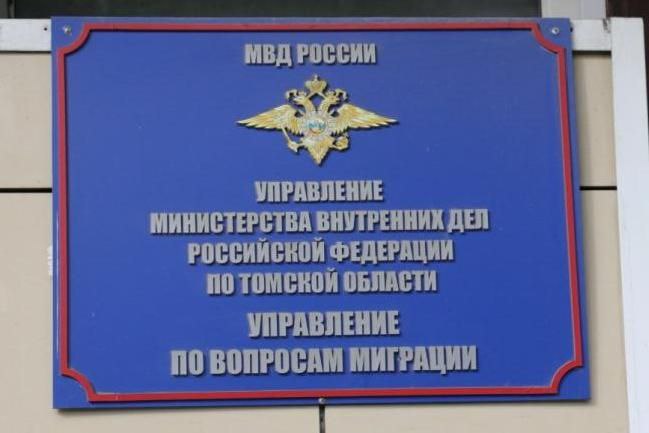 МВД РОССИИ
УПРАВЛЕНИЕ
МИНИСТЕРСТВА ВНУТРЕННИХ ДЕЛ
РОССИЙСКОЙ ФЕДЕРАЦИИ
ПО ТОМСКОЙ ОБЛАСТИ
УПРАВЛЕНИЕ
ПО ВОПРОСАМ МИГРАЦИИ